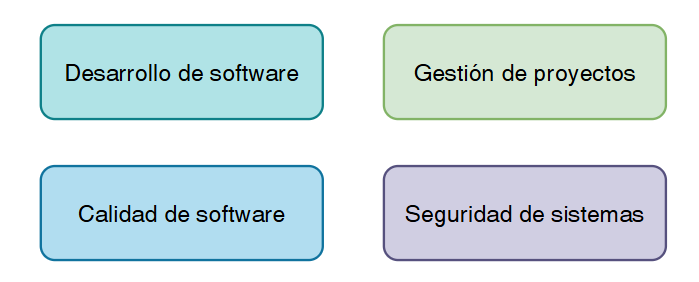 Desarrollo de software
Gestión de proyectos
Calidad de software
Seguridad de sistemas